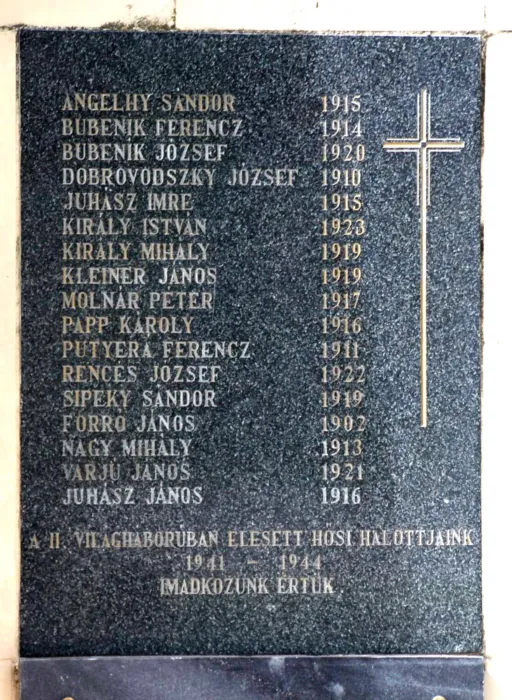 ANGELHY SÁNDOR 1915
BUBENIK FERENCZ 1914
BUBENIK JÓZSEF 1920
DOBROVODSZKY JÓZSEF 1910
JUHÁSZ IMRE 1915
KIRÁLY ISTVÁN 1923
KIRÁLY MIHÁLY 1919
KLEINER JÁNOS 1919
MOLNÁR PÉTER 1917
PAPP KÁROLY 1916
PUTYERA FERENCZ 1911
RENCÉS JÓZSEF 1922
SIPEKY SÁNDOR 1919
FORRÓ JÁNOS 1902
NAGY MIHÁLY 1913
VARJÚ JÁNOS 1921
JUHÁSZ JÁNOS 1916
A II. VILÁGHÁBORÚBAN ELESETT HŐSI HALOTTJAINK
1941 - 1944
IMÁDKOZUNK ÉRTÜK.